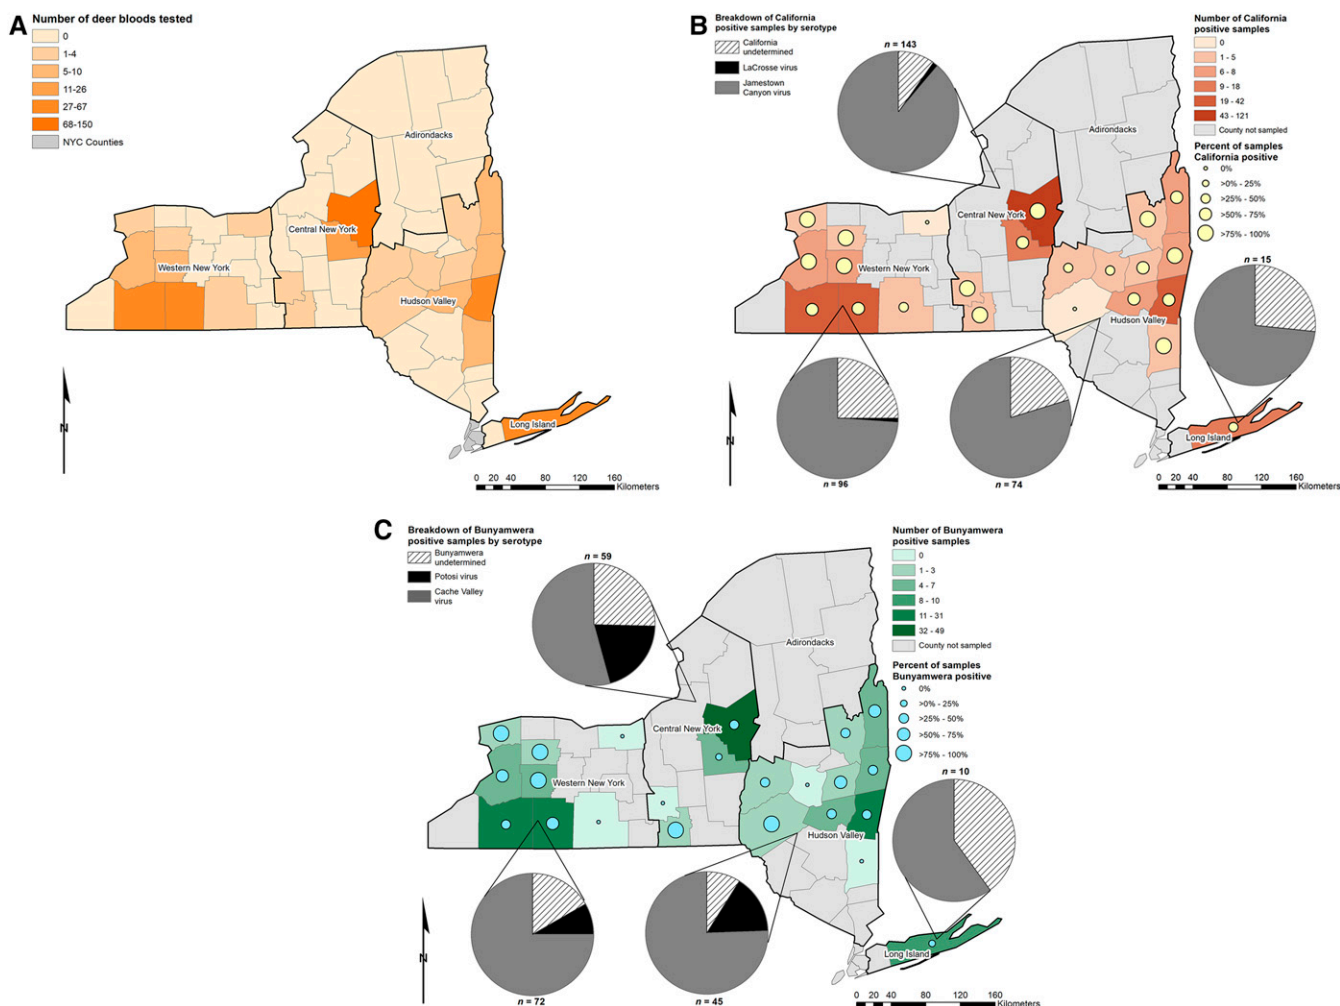 A
Number of deer bloods tested
0
1-4
5-10
11-26
27-67
68-150
NYC Counties
Adirondacks
Central New York
Western New York
Hudson Valley
Long Island
N
0 20 40 80 120 160
Kilometers
B
Breakdown of California
positive samples by serotype
California
undetermined
LaCrosse virus
Jamestown
Canyon virus
n = 143
Number of California
positive samples
0
1 - 5
6 - 8
9 - 18
19 - 42
43 - 121
County not sampled
Percent of samples
California positive
0%
>0% - 25%
>25% - 50%
>50% - 75%
>75% - 100%
Adirondacks
Central New York
Western New York
Hudson Valley
n = 15
Long Island
N
n = 96
n = 74
0 20 40 80 120 160
Kilometers
C
Breakdown of Bunyamwera
positive samples by serotype
Bunyamwera
undetermined
Potosi virus
Cache Valley
virus
n = 59
Number of Bunyamwera
positive samples
0
1 - 3
4 - 7
8 - 10
11 - 31
32 - 49
County not sampled
Percent of samples
Bunyamwera positive
0%
>0% - 25%
>25% - 50%
>50% - 75%
>75% - 100%
Adirondacks
Central New York
Western New York
Hudson Valley
n = 10
Long Island
N
n = 72
n = 45
0 20 40 80 120 160
Kilometers